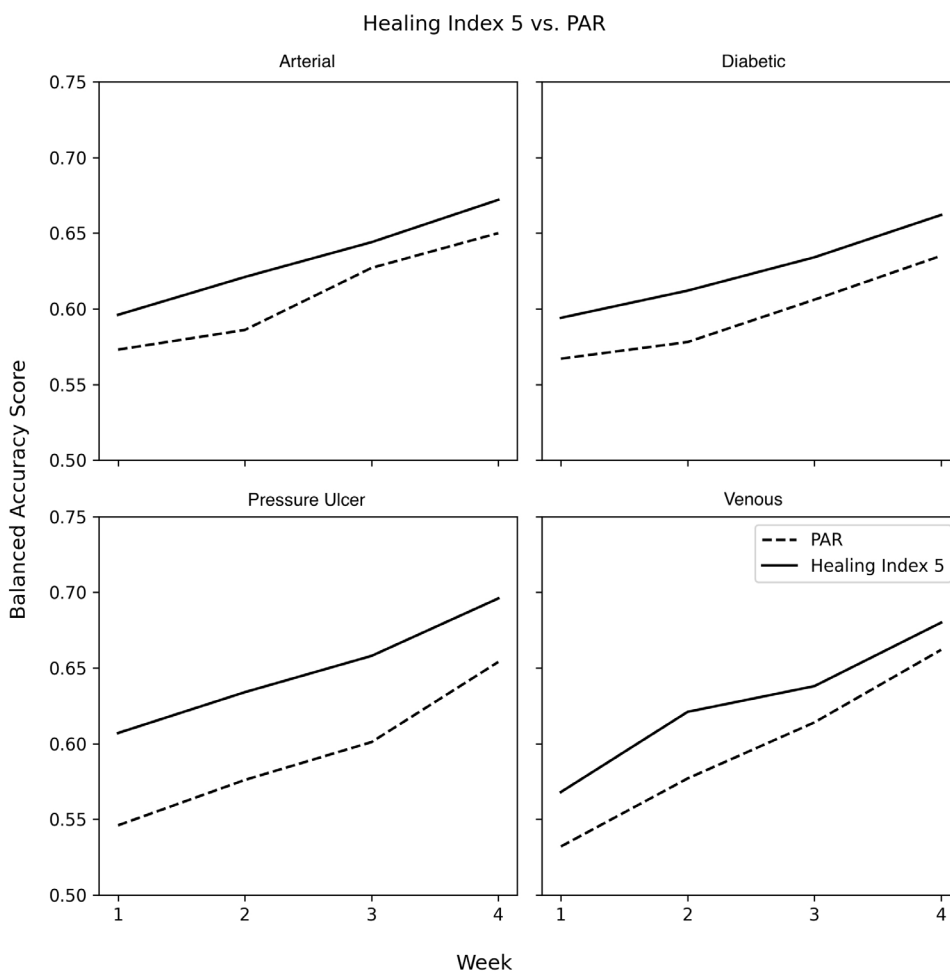 Healing Index 5 vs. PAR
Arterial
Diabetic
0.75
0.70
0.65
0.60
0.55
0.50
Balanced Accuracy Score
Pressure Ulcer
Venous
0.75
0.70
0.65
0.60
0.55
0.50
PAR
Healing Index 5
1 2 3 4
1 2 3 4
Week